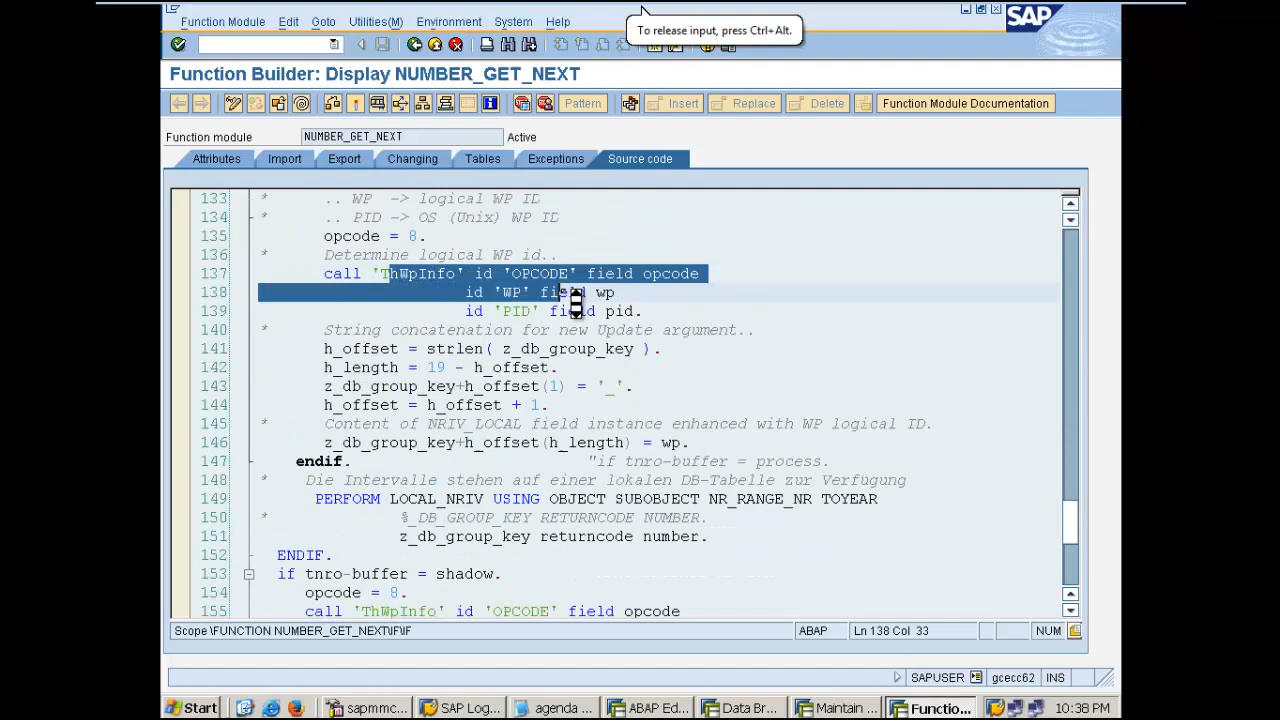 Function Module Edit Goto Utilities(M) Environment System Help
SAP
To release input, press Ctrl+Alt.
Function Builder: Display NUMBER_GET_NEXT
Pattern Insert Replace Delete Function Module Documentation
Function module NUMBER_GET_NEXT Active
Attributes Import Export Changing Tables Exceptions Source code
133 * .. WP -> logical WP ID
134 * .. PID -> OS (Unix) WP ID
135 opcode = 8.
136 * Determine logical WP id..
137 call 'ThWpInfo' id 'OPCODE' field opcode
138 id 'WP' field wp
139 id 'PID' field pid.
140 * String concatenation for new Update argument..
141 h_offset = strlen( z_db_group_key ).
142 h_length = 19 - h_offset.
143 z_db_group_key+h_offset(1) = '_'.
144 h_offset = h_offset + 1.
145 * Content of NRIV_LOCAL field instance enhanced with WP logical ID.
146 z_db_group_key+h_offset(h_length) = wp.
147 endif. "if tnro-buffer = process.
148 * Die Intervalle stehen auf einer lokalen DB-Tabelle zur Verfügung
149 PERFORM LOCAL_NRIV USING OBJECT SUBOBJECT NR_RANGE_NR TOYEAR
150 * %_DB_GROUP_KEY RETURNCODE NUMBER.
151 z_db_group_key returncode number.
152 ENDIF.
153 if tnro-buffer = shadow.
154 opcode = 8.
155 call 'ThWpInfo' id 'OPCODE' field opcode
Scope \FUNCTION NUMBER_GET_NEXT\IF\IF ABAP Ln 138 Col 33 NUM
SAPUSER gcecc62 INS
Start sapmmc... SAP Log... agenda ... ABAP Ed... Data Br... Maintain ... Functio... 10:38 PM